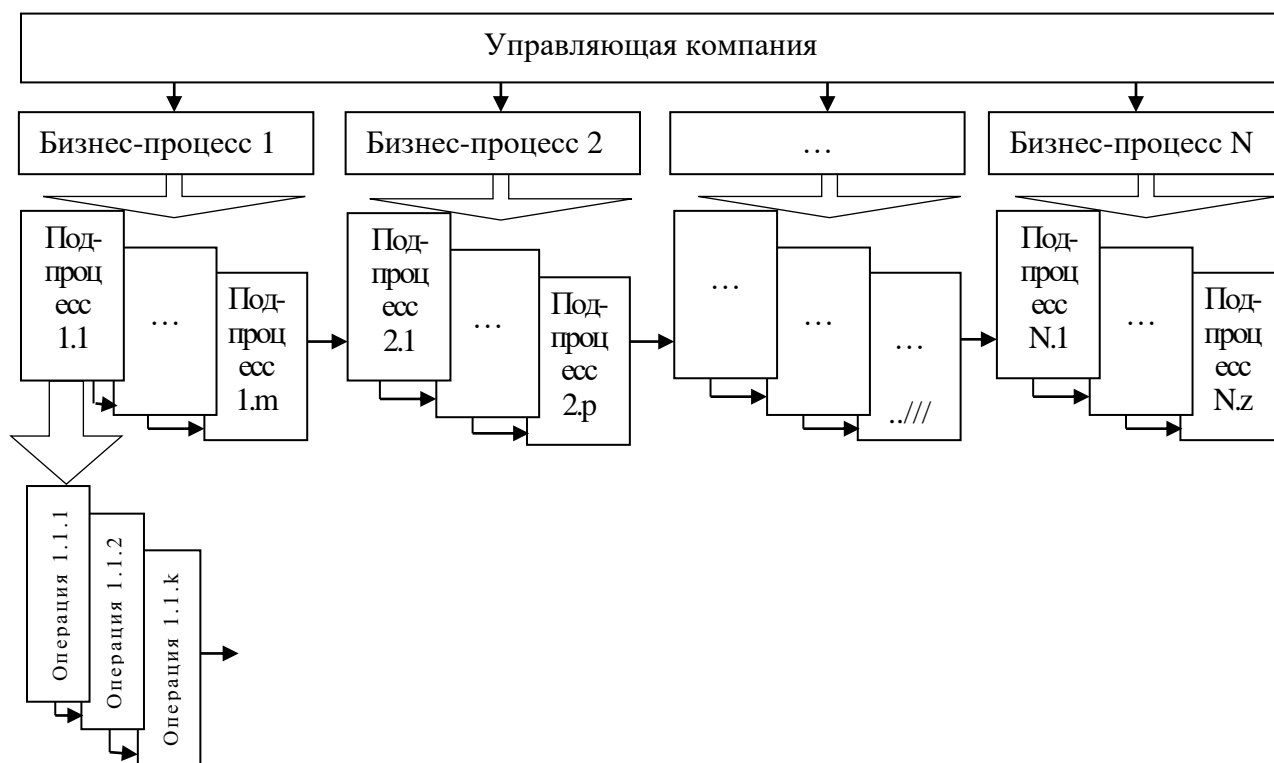 Управляющая компания
Бизнес-процесс 1
Бизнес-процесс 2
…
Бизнес-процесс N
Под-
проц
есс
1.1
…
Под-
проц
есс
1.m
Под-
проц
есс
2.1
…
Под-
проц
есс
2.p
…
…
…
..///
Под-
проц
есс
N.1
…
Под-
проц
есс
N.z
Операция 1.1.1
Операция 1.1.2
Операция 1.1.k